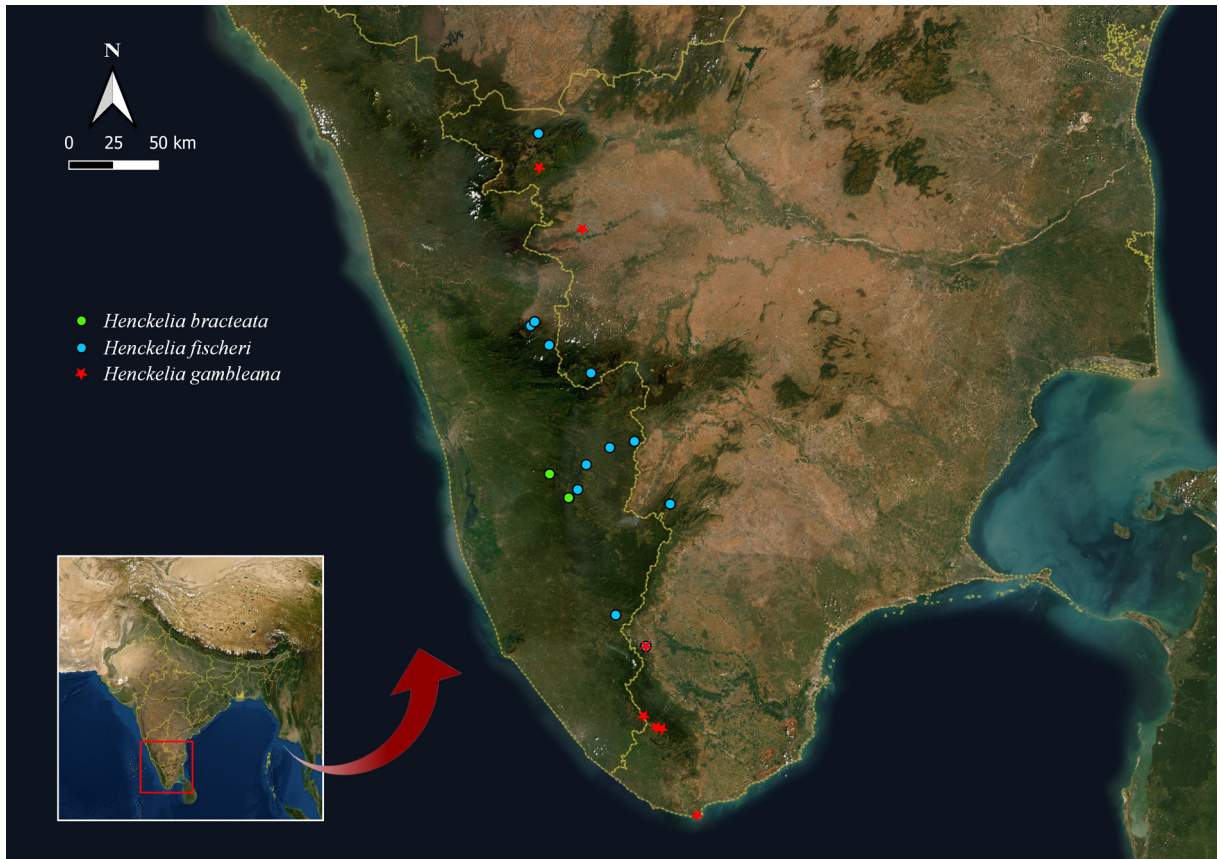 N
0 25 50 km
Henckelia bracteata
Henckelia fischeri
Henckelia gambleana